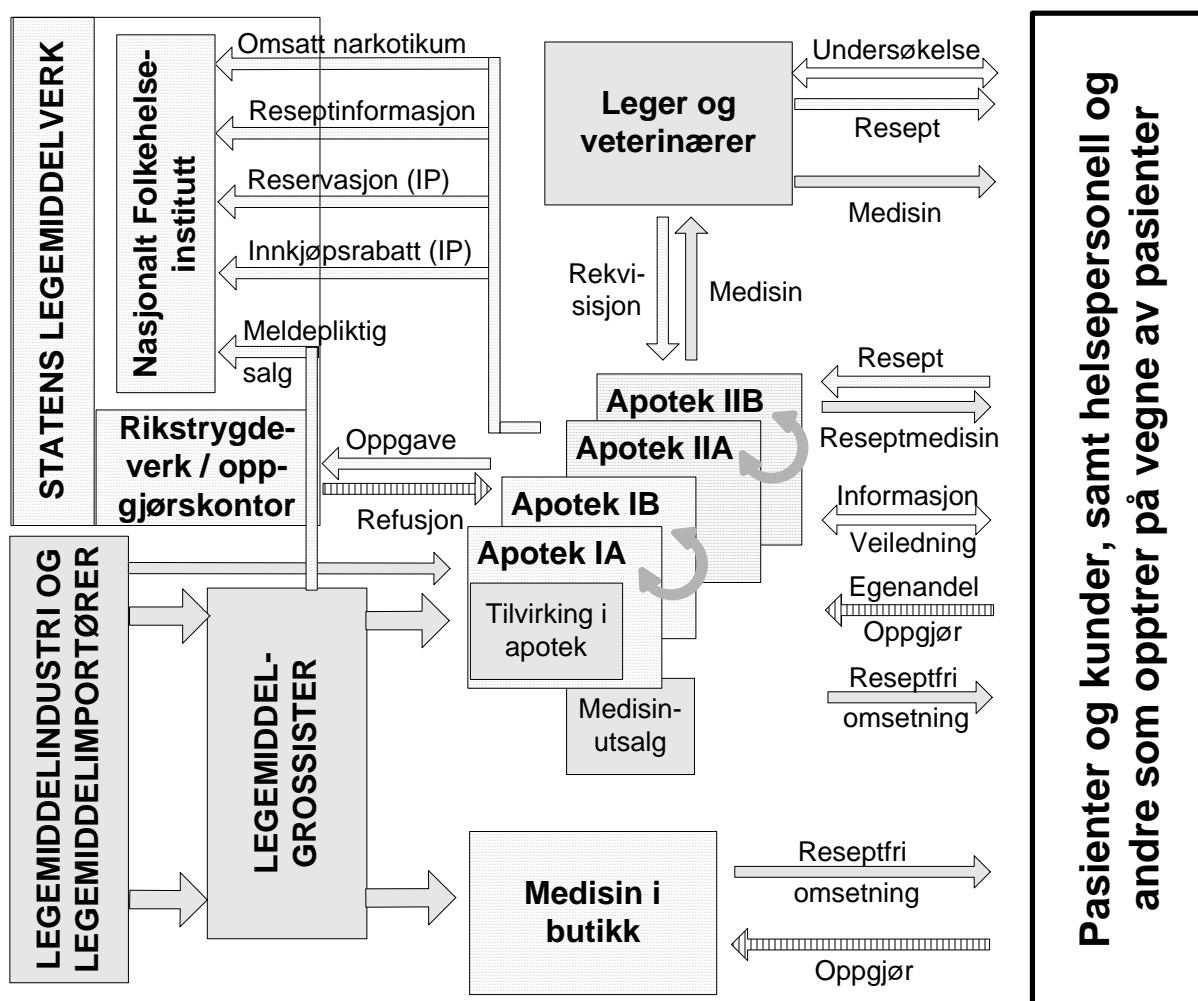 STATENS LEGEMIDDELVERK
Nasjonalt Folkehelse-
institutt
Omsatt narkotikum
Reseptinformasjon
Reservasjon (IP)
Innkjøpsrabatt (IP)
Meldepliktig
salg
Rikstrygde-
verk / opp-
gjørskontor
Oppgave
Refusjon
Leger og
veterinærer
Undersøkelse
Resept
Medisin
Rekvi-
sisjon
Medisin
Apotek IIB
Apotek IIA
Apotek IB
Apotek IA
Tilvirking i
apotek
Medisin-
utsalg
Resept
Reseptmedisin
Informasjon
Veiledning
Egenandel
Oppgjør
Reseptfri
omsetning
LEGEMIDDELINDUSTRI OG
LEGEMIDDELIMPORTØRER
LEGEMIDDEL-
GROSSISTER
Medisin i
butikk
Reseptfri
omsetning
Oppgjør
Pasienter og kunder, samt helsepersonell og
andre som opptrer på vegne av pasienter